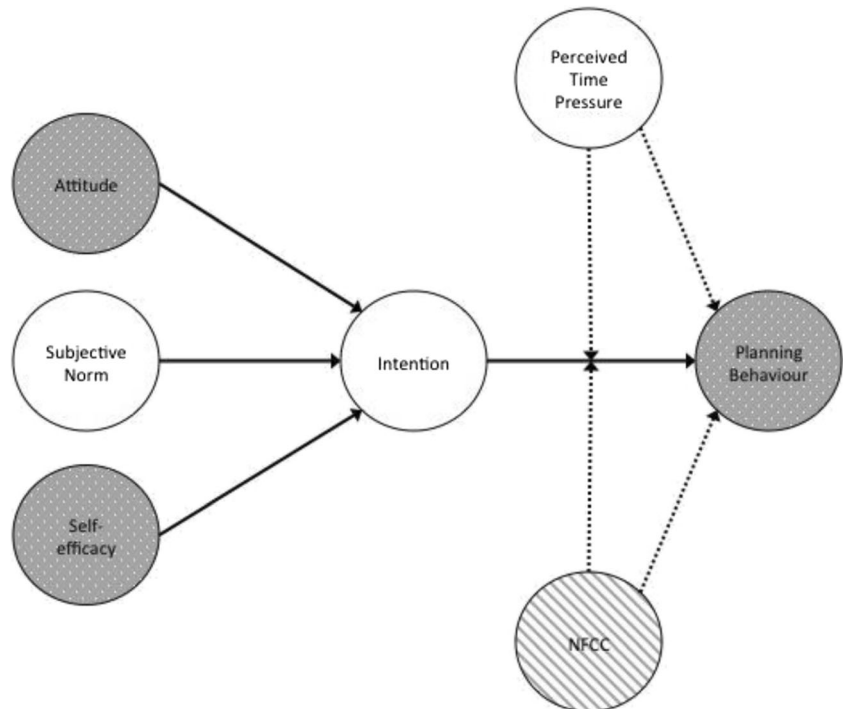 Perceived
Time
Pressure
Attitude
Subjective
Norm
Intention
Planning
Behaviour
Self-
efficacy
NFCC